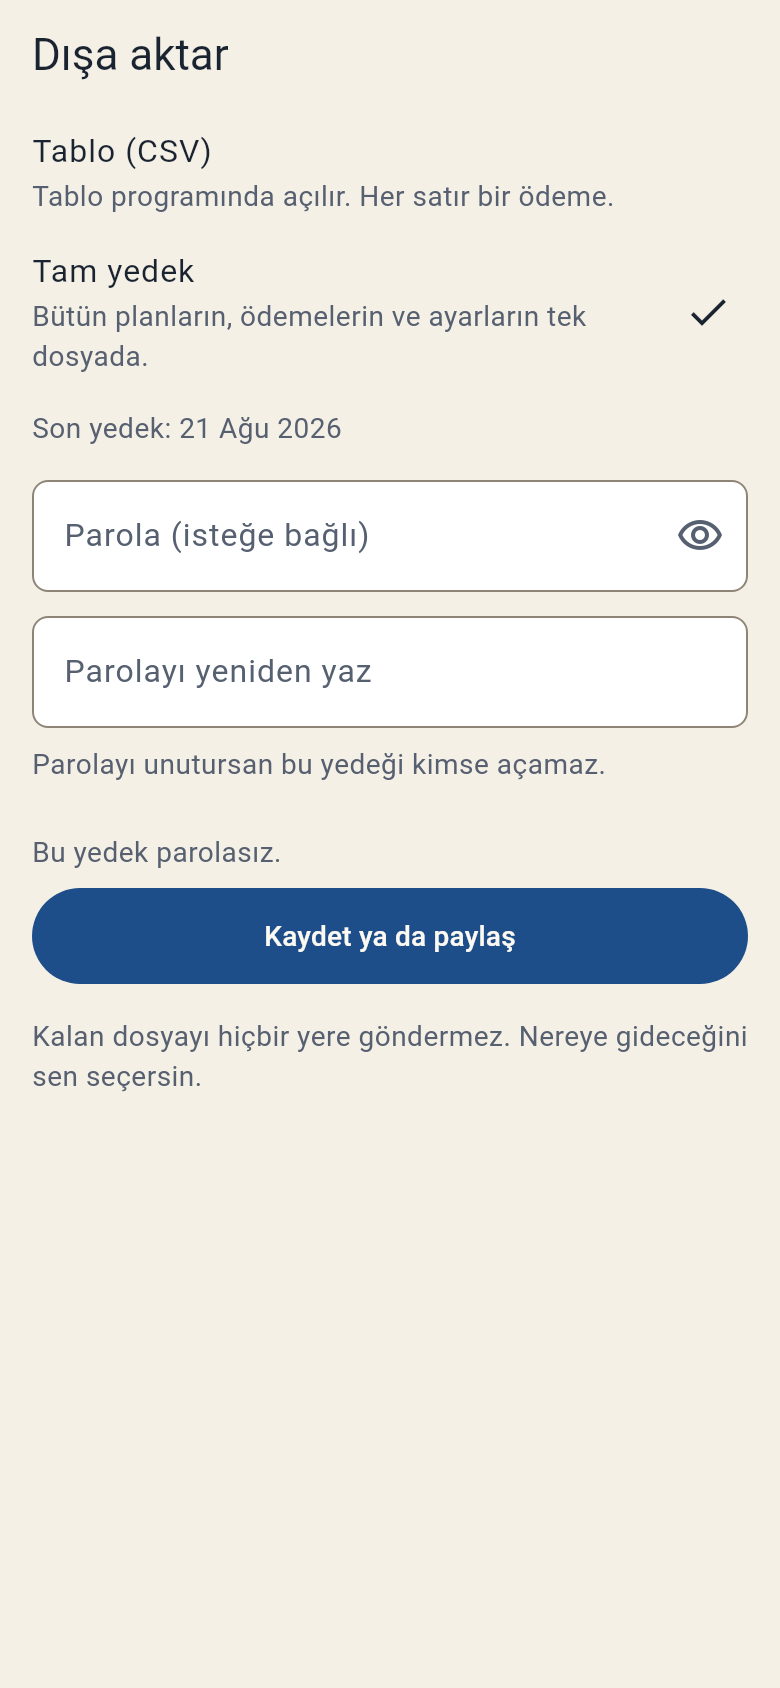 Dışa aktar
Tablo (CSV)
Tablo programında açılır. Her satır bir ödeme.
Tam yedek
Bütün planların, ödemelerin ve ayarların tek
dosyada.
Son yedek: 21 Ağu 2026
Parola (isteğe bağlı)
Parolayı yeniden yaz
Parolayı unutursan bu yedeği kimse açamaz.
Bu yedek parolasız.
Kaydet ya da paylaş
Kalan dosyayı hiçbir yere göndermez. Nereye gideceğini
sen seçersin.